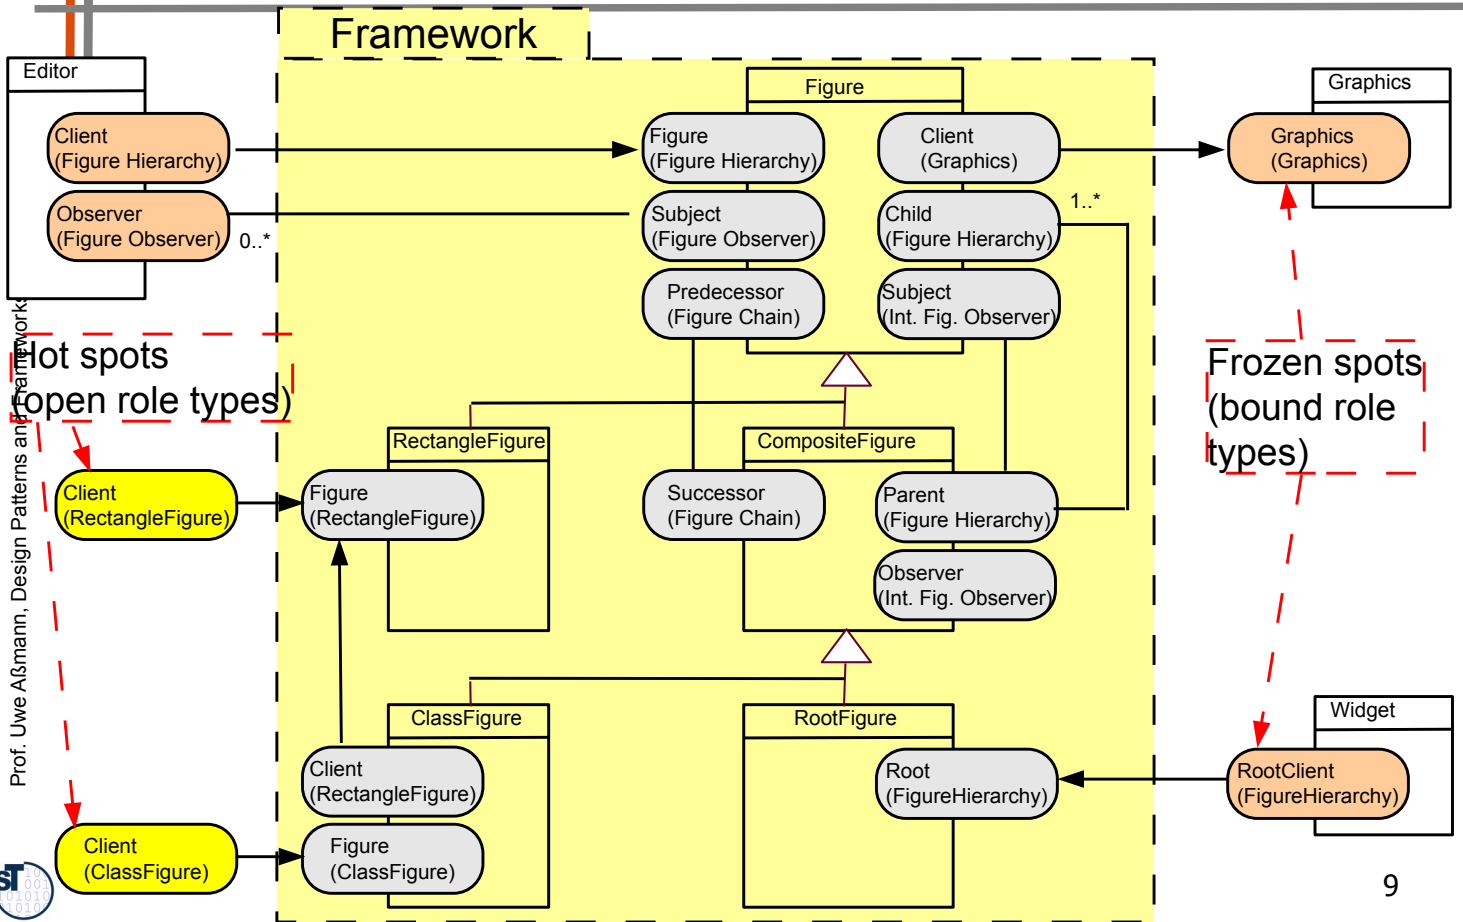 Framework
Editor
Client
(Figure Hierarchy)
Observer
(Figure Observer)
0..*
Figure
Figure
(Figure Hierarchy)
Client
(Graphics)
Subject
(Figure Observer)
Child
(Figure Hierarchy)
1..*
Predecessor
(Figure Chain)
Subject
(Int. Fig. Observer)
Graphics
Graphics
(Graphics)
Hot spots
(open role types)
Frozen spots
(bound role
types)
RectangleFigure
CompositeFigure
Client
(RectangleFigure)
Figure
(RectangleFigure)
Successor
(Figure Chain)
Parent
(Figure Hierarchy)
Observer
(Int. Fig. Observer)
ClassFigure
RootFigure
Widget
Client
(RectangleFigure)
Root
(FigureHierarchy)
RootClient
(FigureHierarchy)
Client
(ClassFigure)
Figure
(ClassFigure)
Prof. Uwe Aßmann, Design Patterns and Frameworks
ST
9